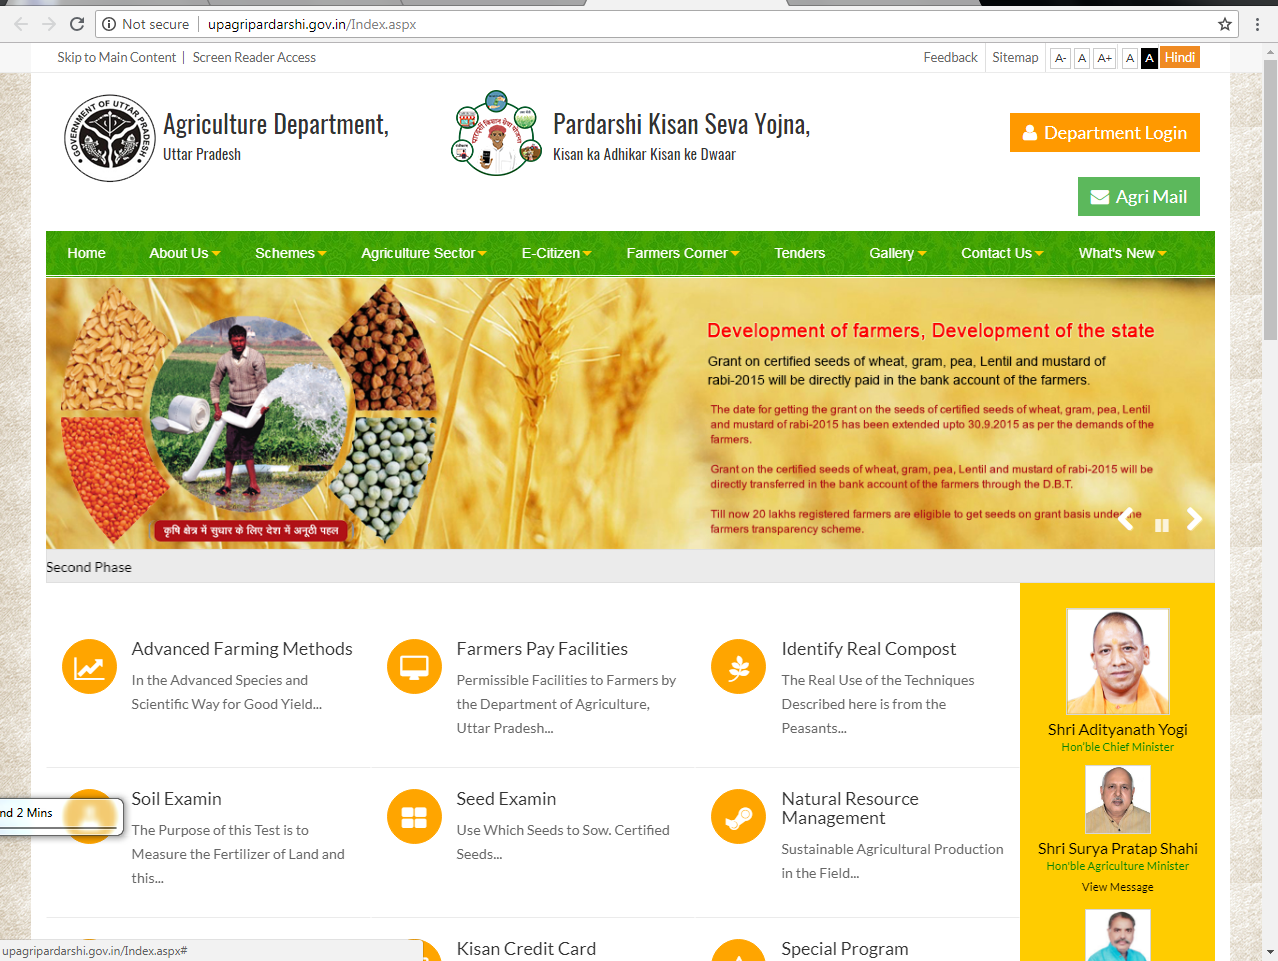 Not secure | upagripardarshi.gov.in/Index.aspx
Skip to Main Content | Screen Reader Access
Feedback Sitemap A- A A+ A A Hindi
GOVERNMENT OF UTTAR PRADESH
Agriculture Department,
Uttar Pradesh
Pardarshi Kisan Seva Yojna,
Kisan ka Adhikar Kisan ke Dwaar
Department Login
Agri Mail
Home About Us Schemes Agriculture Sector E-Citizen Farmers Corner Tenders Gallery Contact Us What's New
Development of farmers, Development of the state
Grant on certified seeds of wheat, gram, pea, Lentil and mustard of
rabi-2015 will be directly paid in the bank account of the farmers.
The date for getting the grant on the seeds of certified seeds of wheat, gram, pea, Lentil
and mustard of rabi-2015 has been extended upto 30.9.2015 as per the demands of the
farmers.
Grant on the certified seeds of wheat, gram, pea, Lentil and mustard of rabi-2015 will be
directly transferred in the bank account of the farmers through the D.B.T.
Till now 20 lakhs registered farmers are eligible to get seeds on grant basis under the
farmers transparency scheme.
कृषि क्षेत्र में सुधार के लिए देश में अनूठी पहल
Second Phase
Advanced Farming Methods
In the Advanced Species and
Scientific Way for Good Yield...
Farmers Pay Facilities
Permissible Facilities to Farmers by
the Department of Agriculture,
Uttar Pradesh...
Identify Real Compost
The Real Use of the Techniques
Described here is from the
Peasants...
Shri Adityanath Yogi
Hon'ble Chief Minister
Soil Examin
The Purpose of this Test is to
Measure the Fertilizer of Land and
this...
Seed Examin
Use Which Seeds to Sow. Certified
Seeds...
Natural Resource
Management
Sustainable Agricultural Production
in the Field...
Shri Surya Pratap Shahi
Hon'ble Agriculture Minister
View Message
nd 2 Mins
Kisan Credit Card
Special Program
upagripardarshi.gov.in/Index.aspx#